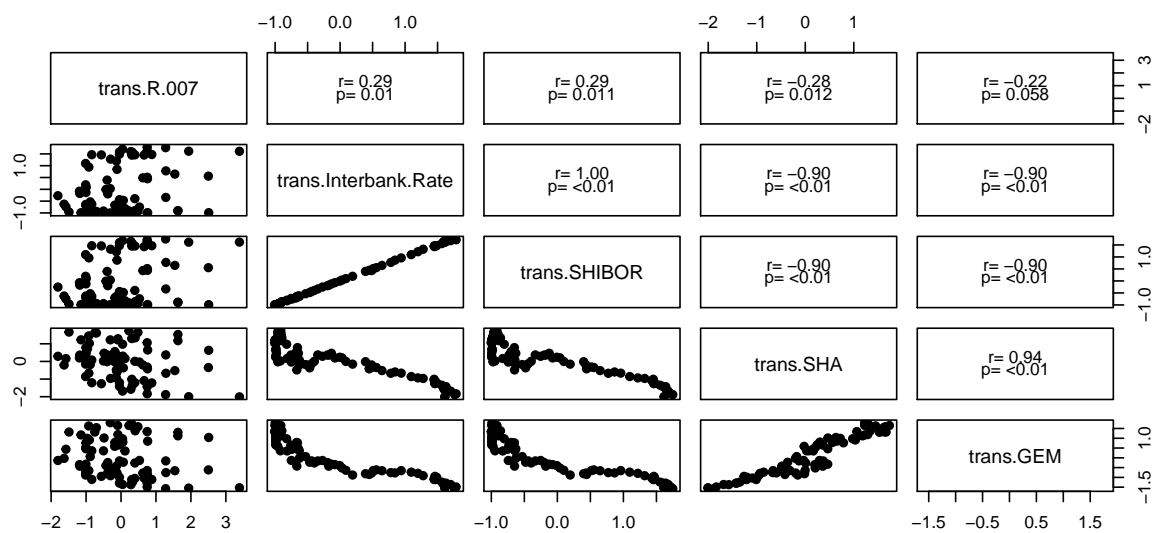 −1.0 0.0 1.0 −2 0 1
trans.R.007
r= 0.29
p= 0.01
r= 0.29
p= 0.011
r= −0.28
p= 0.012
r= −0.22
p= 0.058
−2 1 3
−1.0 1.0
trans.Interbank.Rate
r= 1.00
p= <0.01
r= −0.90
p= <0.01
r= −0.90
p= <0.01
trans.SHIBOR
r= −0.90
p= <0.01
r= −0.90
p= <0.01
−1.0 1.0
−2 0
trans.SHA
r= 0.94
p= <0.01
trans.GEM
−1.5 1.0
−2 −1 0 1 2 3 −1.0 0.0 1.0 −1.5 −0.5 0.5 1.5